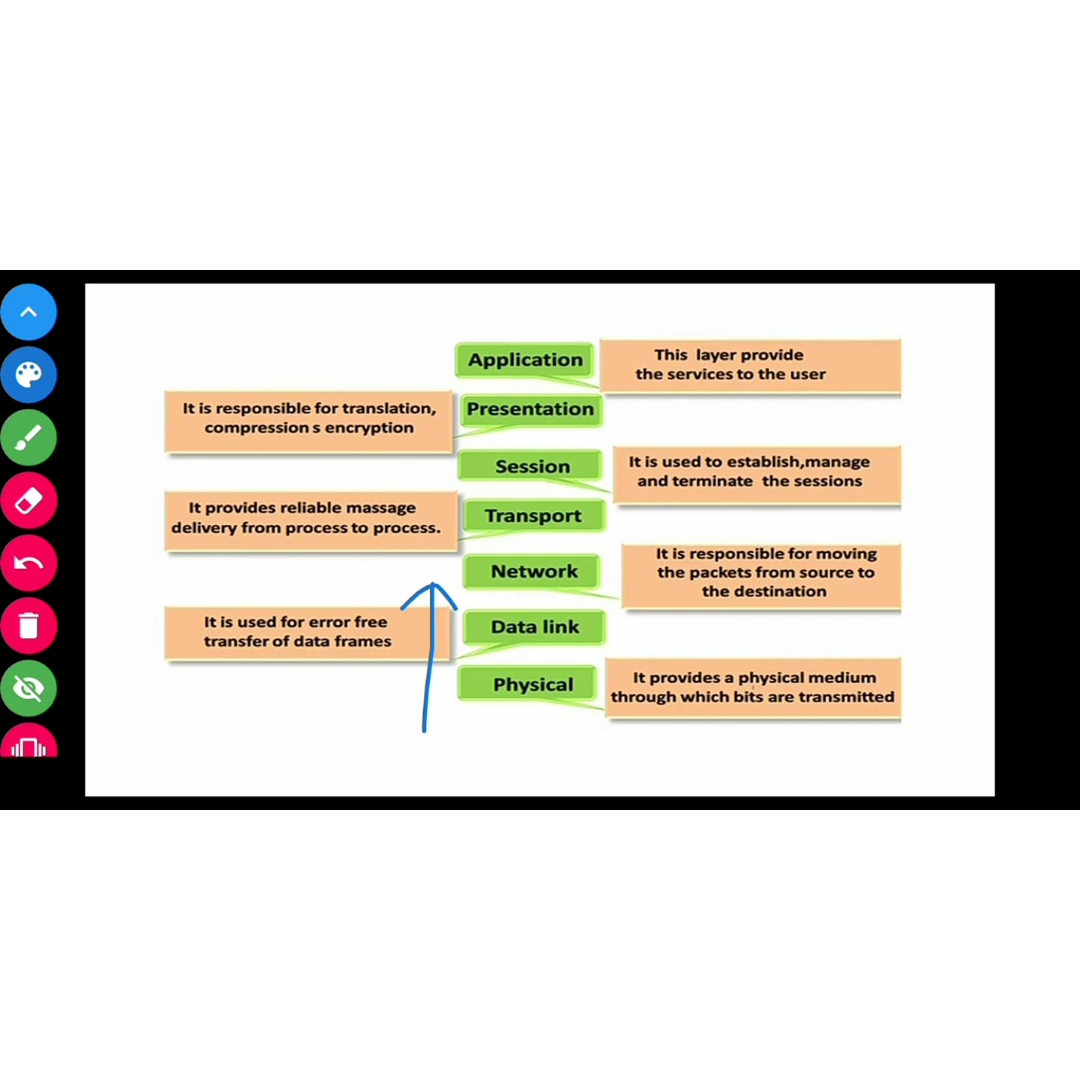 Application
This layer provide
the services to the user
It is responsible for translation,
compression s encryption
Presentation
Session
It is used to establish,manage
and terminate the sessions
It provides reliable massage
delivery from process to process.
Transport
Network
It is responsible for moving
the packets from source to
the destination
It is used for error free
transfer of data frames
Data link
Physical
It provides a physical medium
through which bits are transmitted